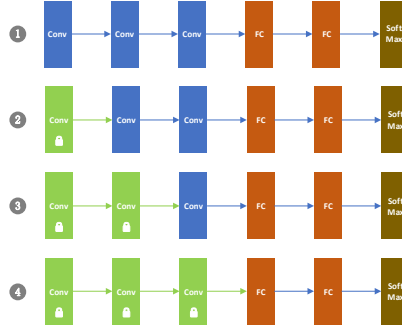 1 Conv Conv Conv FC FC Soft Max
2 Conv Conv Conv FC FC Soft Max
3 Conv Conv Conv FC FC Soft Max
4 Conv Conv Conv FC FC Soft Max